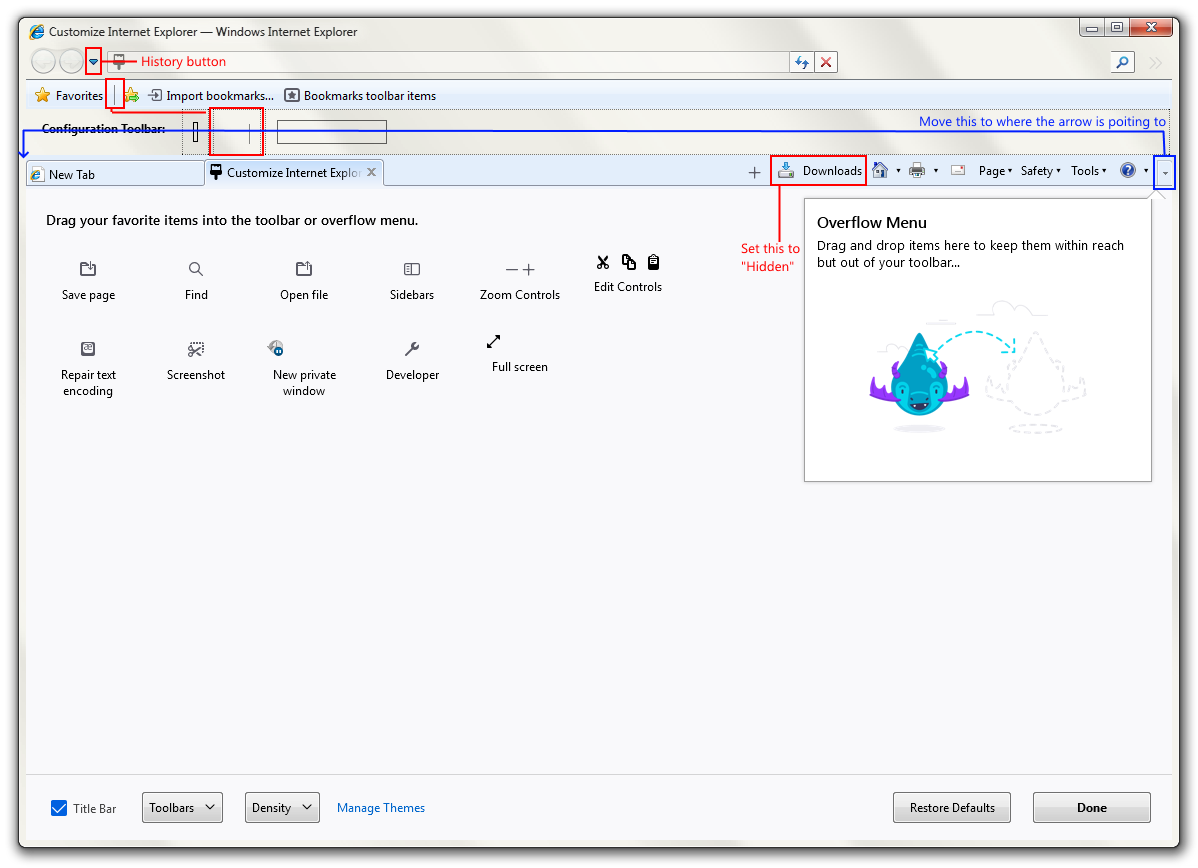 Customize Internet Explorer — Windows Internet Explorer
History button
Favorites
Import bookmarks...
Bookmarks toolbar items
Configuration Toolbar:
Move this to where the arrow is poiting to
New Tab
Customize Internet Explor
Downloads
Page
Safety
Tools
Drag your favorite items into the toolbar or overflow menu.
Set this to
"Hidden"
Overflow Menu
Drag and drop items here to keep them within reach
but out of your toolbar...
Save page
Find
Open file
Sidebars
Zoom Controls
Edit Controls
Repair text
encoding
Screenshot
New private
window
Developer
Full screen
Title Bar
Toolbars
Density
Manage Themes
Restore Defaults
Done